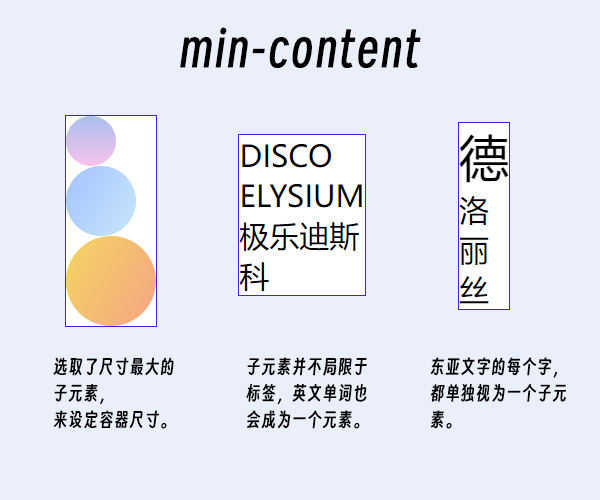 min-content
DISCO
ELYSIUM
极乐迪斯
科
德
洛
丽
丝
选取了尺寸最大的
子元素，
来设定容器尺寸。
子元素并不局限于
标签，英文单词也
会成为一个元素。
东亚文字的每个字，
都单独视为一个子元
素。